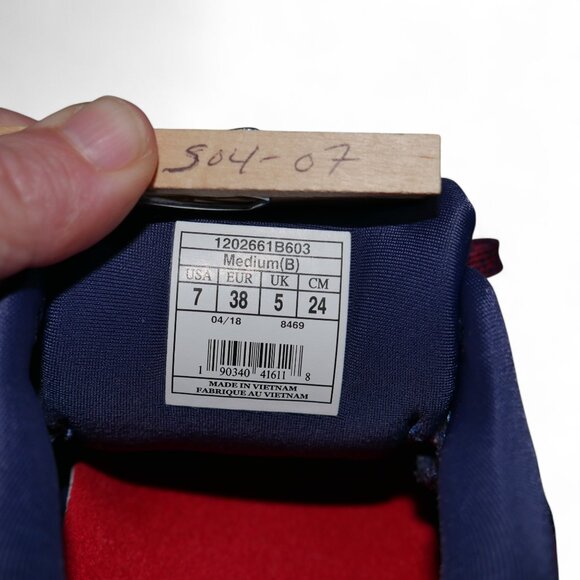 S04-07
1202661B603
Medium(B)
USA EUR UK CM
7 38 5 24
04/18 8469
1 90340 41611 8
MADE IN VIETNAM
FABRIQUE AU VIETNAM